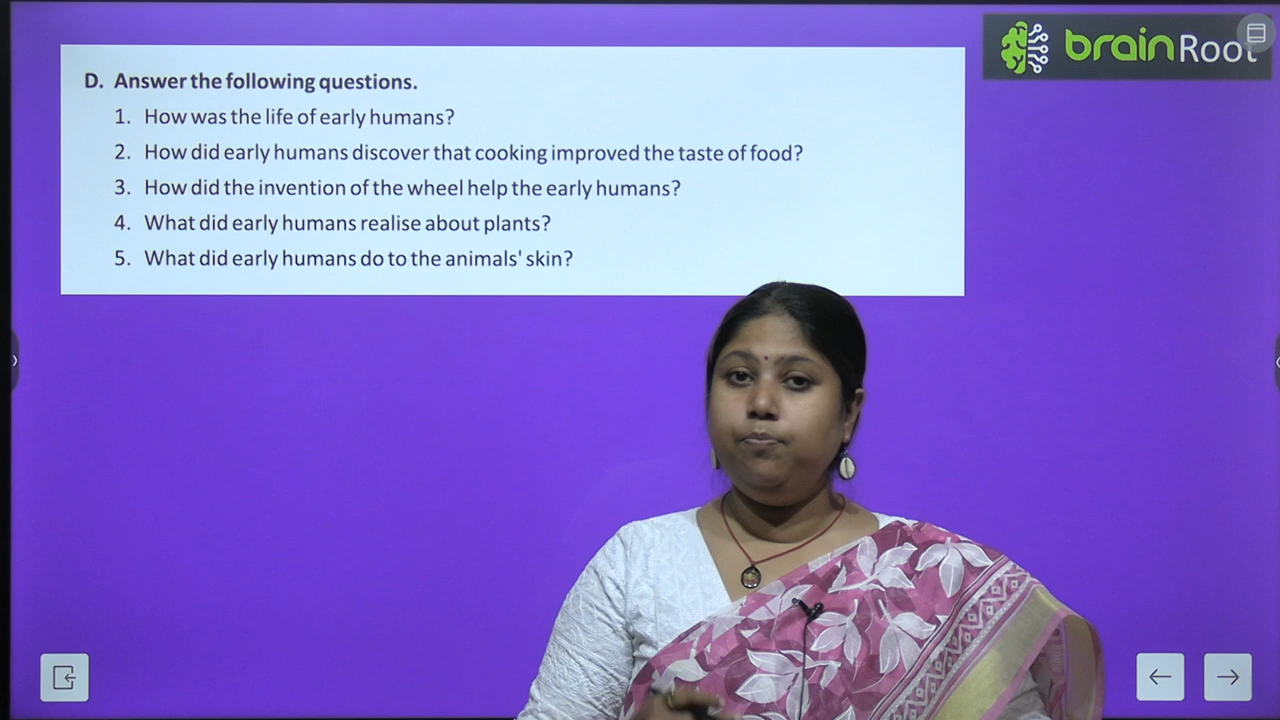 brainRoot
D. Answer the following questions.
1. How was the life of early humans?
2. How did early humans discover that cooking improved the taste of food?
3. How did the invention of the wheel help the early humans?
4. What did early humans realise about plants?
5. What did early humans do to the animals' skin?